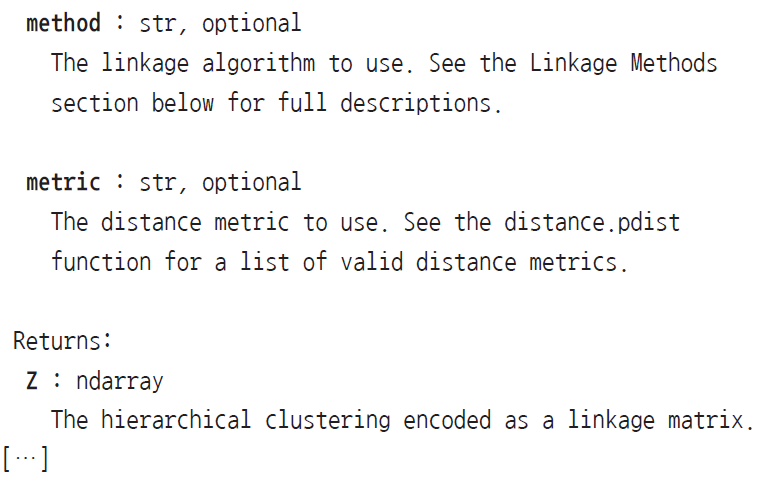 method : str, optional
The linkage algorithm to use. See the Linkage Methods
section below for full descriptions.
metric : str, optional
The distance metric to use. See the distance.pdist
function for a list of valid distance metrics.
Returns:
Z : ndarray
The hierarchical clustering encoded as a linkage matrix.
[…]